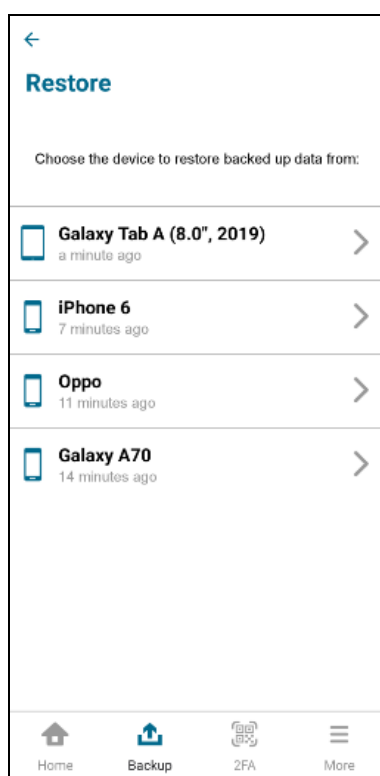 Restore
Choose the device to restore backed up data from:
Galaxy Tab A (8.0", 2019)
a minute ago
iPhone 6
7 minutes ago
Oppo
11 minutes ago
Galaxy A70
14 minutes ago
Home Backup 2FA More